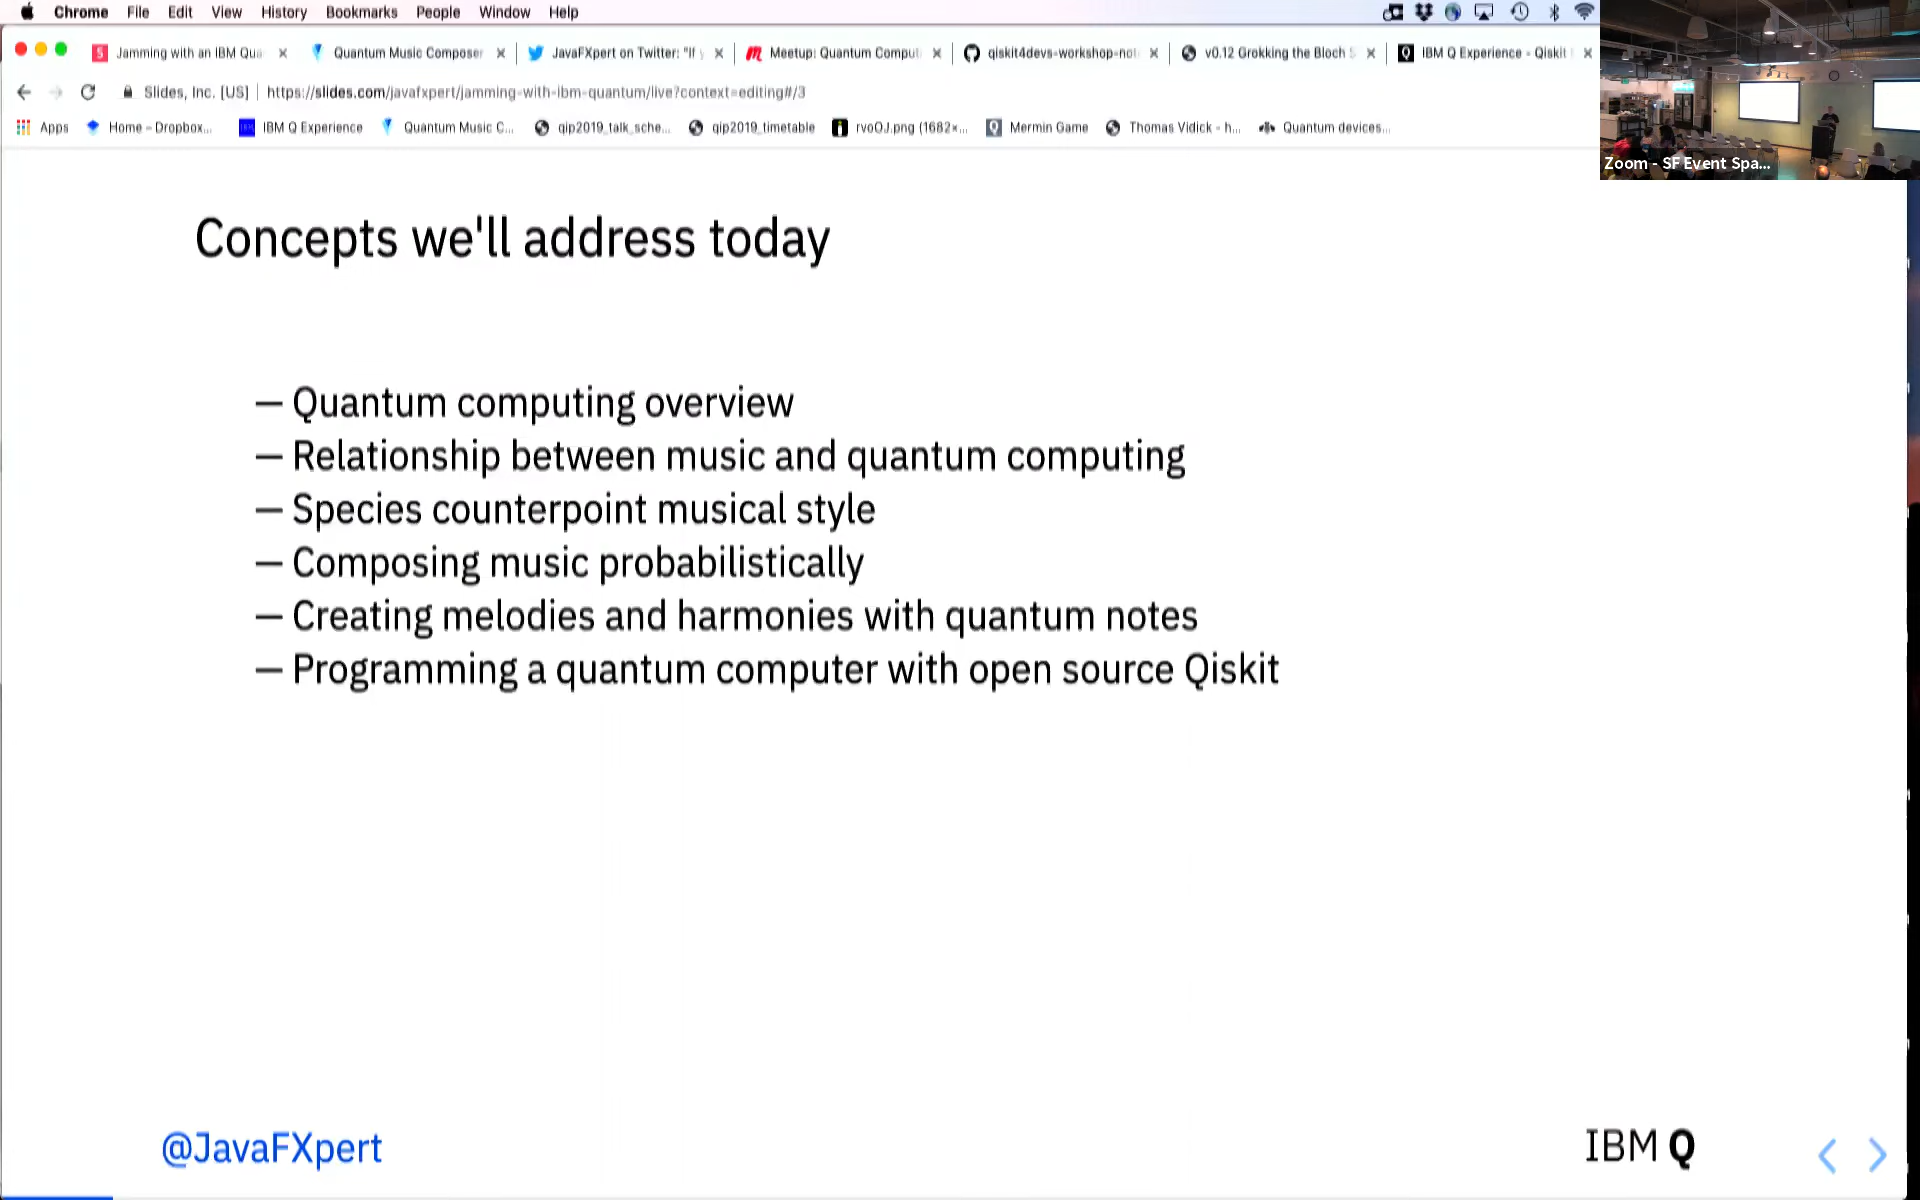 Chrome File Edit View History Bookmarks People Window Help
Jamming with an IBM Qua
Quantum Music Composer
JavaFXpert on Twitter: "If y
Meetup: Quantum Comput
qiskit4devs-workshop-not
v0.12 Grokking the Bloch S
IBM Q Experience - Qiskit
Slides, Inc. [US] https://slides.com/javafxpert/jamming-with-ibm-quantum/live?context=editing#/3
Apps Home – Dropbox... IBM Q Experience Quantum Music C... qip2019_talk_sche... qip2019_timetable rvoOJ.png (1682×... Mermin Game Thomas Vidick - h... Quantum devices...
Zoom - SF Event Spa...
Concepts we'll address today
— Quantum computing overview
— Relationship between music and quantum computing
— Species counterpoint musical style
— Composing music probabilistically
— Creating melodies and harmonies with quantum notes
— Programming a quantum computer with open source Qiskit
@JavaFXpert
IBM Q